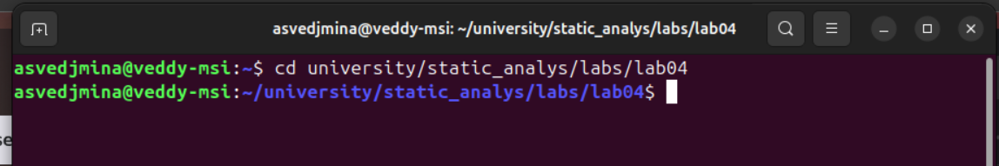 asvedjmina@veddy-msi: ~/university/static_analys/labs/lab04
asvedjmina@veddy-msi:~$ cd university/static_analys/labs/lab04
asvedjmina@veddy-msi:~/university/static_analys/labs/lab04$
se